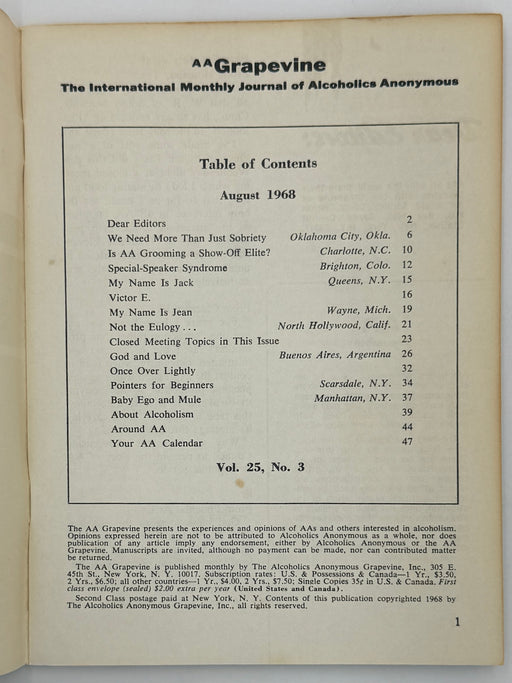 AAGrapevine
The International Monthly Journal of Alcoholics Anonymous
Table of Contents
August 1968
Dear Editors 2
We Need More Than Just Sobriety Oklahoma City, Okla. 6
Is AA Grooming a Show-Off Elite? Charlotte, N.C. 10
Special-Speaker Syndrome Brighton, Colo. 12
My Name Is Jack Queens, N.Y. 15
Victor E. 16
My Name Is Jean Wayne, Mich. 19
Not the Eulogy . . . North Hollywood, Calif. 21
Closed Meeting Topics in This Issue 23
God and Love Buenos Aires, Argentina 26
Once Over Lightly 32
Pointers for Beginners Scarsdale, N.Y. 34
Baby Ego and Mule Manhattan, N.Y. 37
About Alcoholism 39
Around AA 44
Your AA Calendar 47
Vol. 25, No. 3
The AA Grapevine presents the experiences and opinions of AAs and others interested in alcoholism.
Opinions expressed herein are not to be attributed to Alcoholics Anonymous as a whole, nor does
publication of any article imply any endorsement, either by Alcoholics Anonymous or the AA
Grapevine. Manuscripts are invited, although no payment can be made, nor can contributed matter
be returned.
The AA Grapevine is published monthly by The Alcoholics Anonymous Grapevine, Inc., 305 E.
45th St., New York, N. Y. 10017. Subscription rates: U.S. & Possessions & Canada—1 Yr., $3.50,
2 Yrs., $6.50; all other countries—1 Yr., $4.00, 2 Yrs., $7.50; Single Copies 35¢ in U.S. & Canada. First
class envelope (sealed) $2.00 extra per year (United States and Canada).
Second Class postage paid at New York, N. Y. Contents of this publication copyrighted 1968 by
The Alcoholics Anonymous Grapevine, Inc., all rights reserved.
1